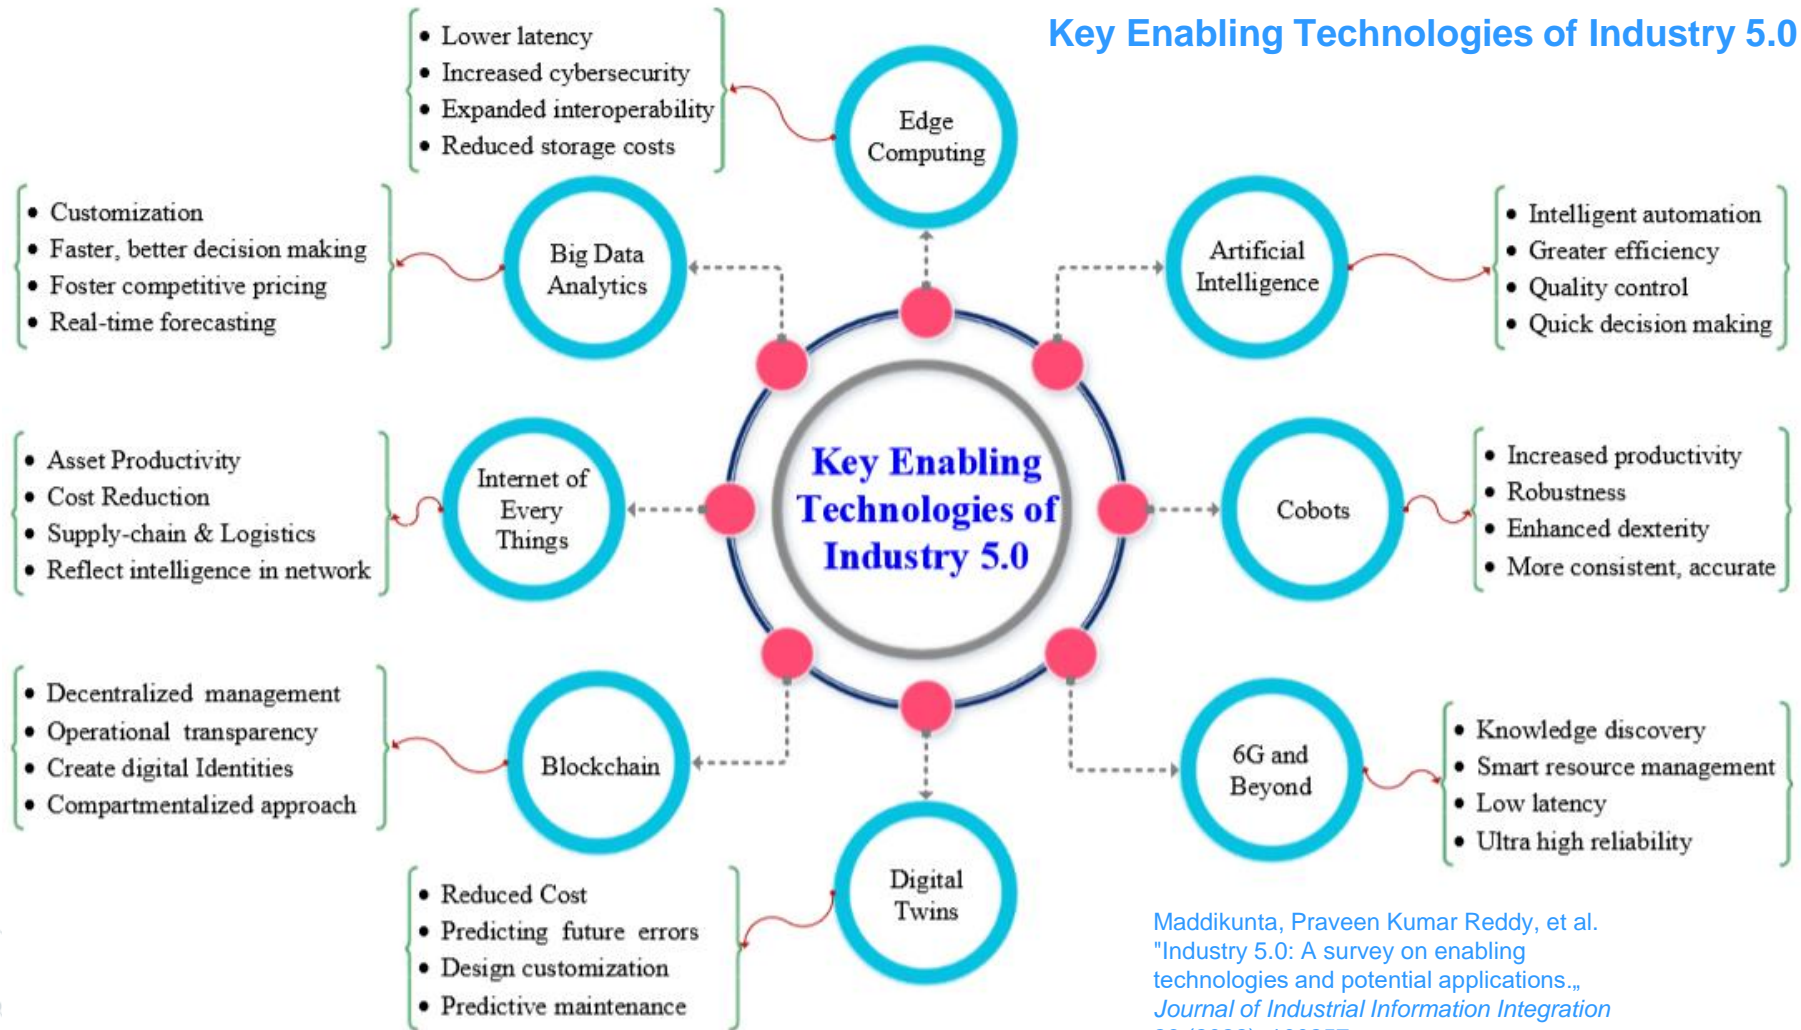 Key Enabling Technologies of Industry 5.0
• Lower latency
• Increased cybersecurity
• Expanded interoperability
• Reduced storage costs
Edge
Computing
• Customization
• Faster, better decision making
• Foster competitive pricing
• Real-time forecasting
Big Data
Analytics
Artificial
Intelligence
• Intelligent automation
• Greater efficiency
• Quality control
• Quick decision making
• Asset Productivity
• Cost Reduction
• Supply-chain & Logistics
• Reflect intelligence in network
Internet of
Every
Things
Key Enabling
Technologies of
Industry 5.0
Cobots
• Increased productivity
• Robustness
• Enhanced dexterity
• More consistent, accurate
• Decentralized management
• Operational transparency
• Create digital Identities
• Compartmentalized approach
Blockchain
6G and
Beyond
• Knowledge discovery
• Smart resource management
• Low latency
• Ultra high reliability
• Reduced Cost
• Predicting future errors
• Design customization
• Predictive maintenance
Digital
Twins
Maddikunta, Praveen Kumar Reddy, et al.
"Industry 5.0: A survey on enabling
technologies and potential applications.„
Journal of Industrial Information Integration